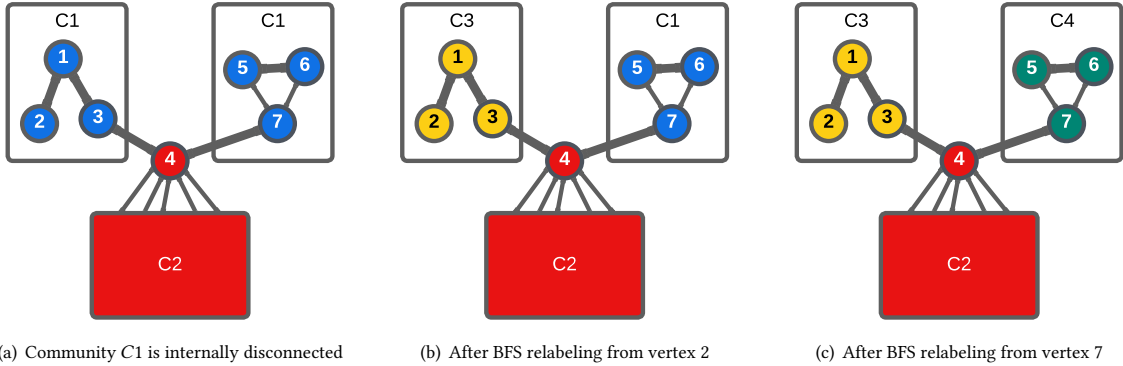 C1
1
2
3
C1
5
6
7
4
C2
(a) Community C1 is internally disconnected
C3
1
2
3
C1
5
6
7
4
C2
(b) After BFS relabeling from vertex 2
C3
1
2
3
C4
5
6
7
4
C2
(c) After BFS relabeling from vertex 7